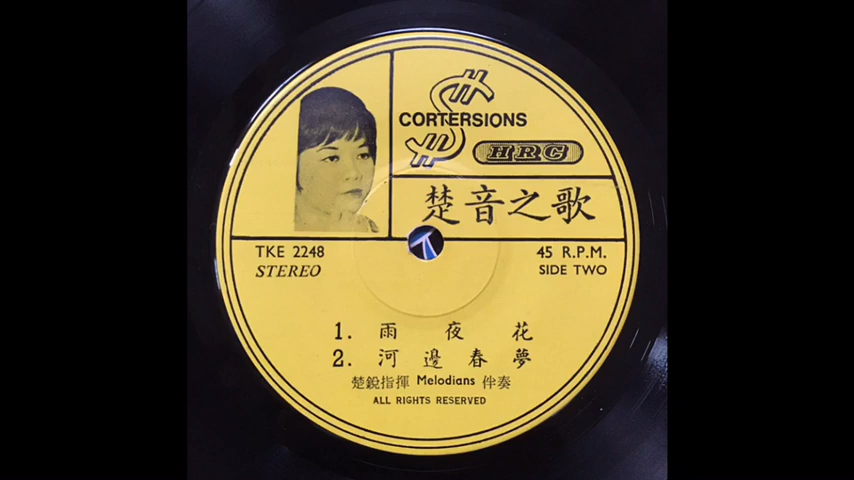 CORTERSIONS
HRC
楚音之歌
TKE 2248
STEREO
45 R.P.M.
SIDE TWO
1. 雨夜花
2. 河邊春夢
楚銳指揮 Melodians 伴奏
ALL RIGHTS RESERVED